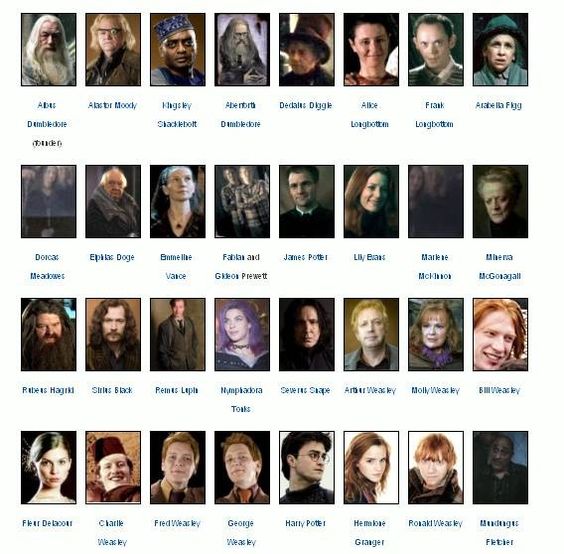 Albus Dumbledore (founder)
Alastor Moody
Kingsley Shacklebolt
Aberforth Dumbledore
Dedalus Diggle
Alice Longbottom
Frank Longbottom
Arabella Figg
Dorcas Meadowes
Elphias Doge
Emmeline Vance
Fabian and Gideon Prewett
James Potter
Lily Evans
Marlene McKinnon
Minerva McGonagall
Rubeus Hagrid
Sirius Black
Remus Lupin
Nymphadora Tonks
Severus Snape
Arthur Weasley
Molly Weasley
Bill Weasley
Fleur Delacour
Charlie Weasley
Fred Weasley
George Weasley
Harry Potter
Hermione Granger
Ronald Weasley
Mundungus Fletcher